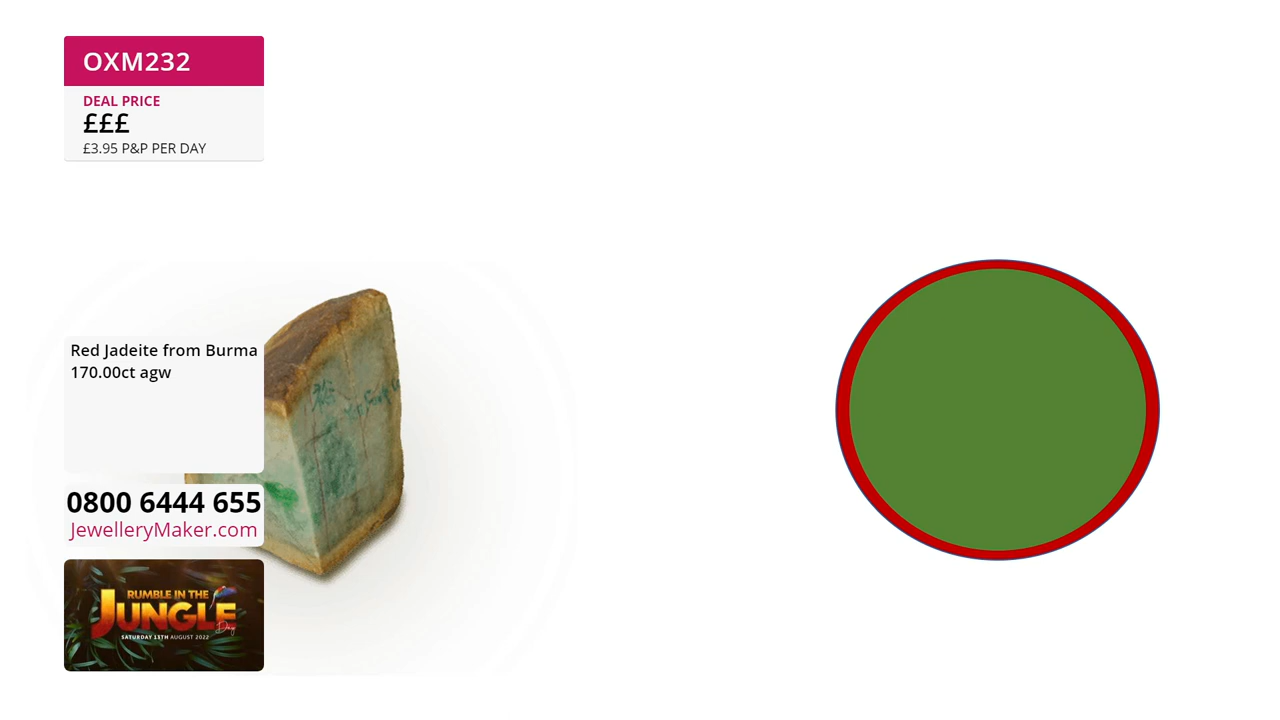 OXM232
DEAL PRICE
£££
£3.95 P&P PER DAY
Red Jadeite from Burma
170.00ct agw
0800 6444 655
JewelleryMaker.com
RUMBLE IN THE
JUNGLE
Day
SATURDAY 13TH AUGUST 2022